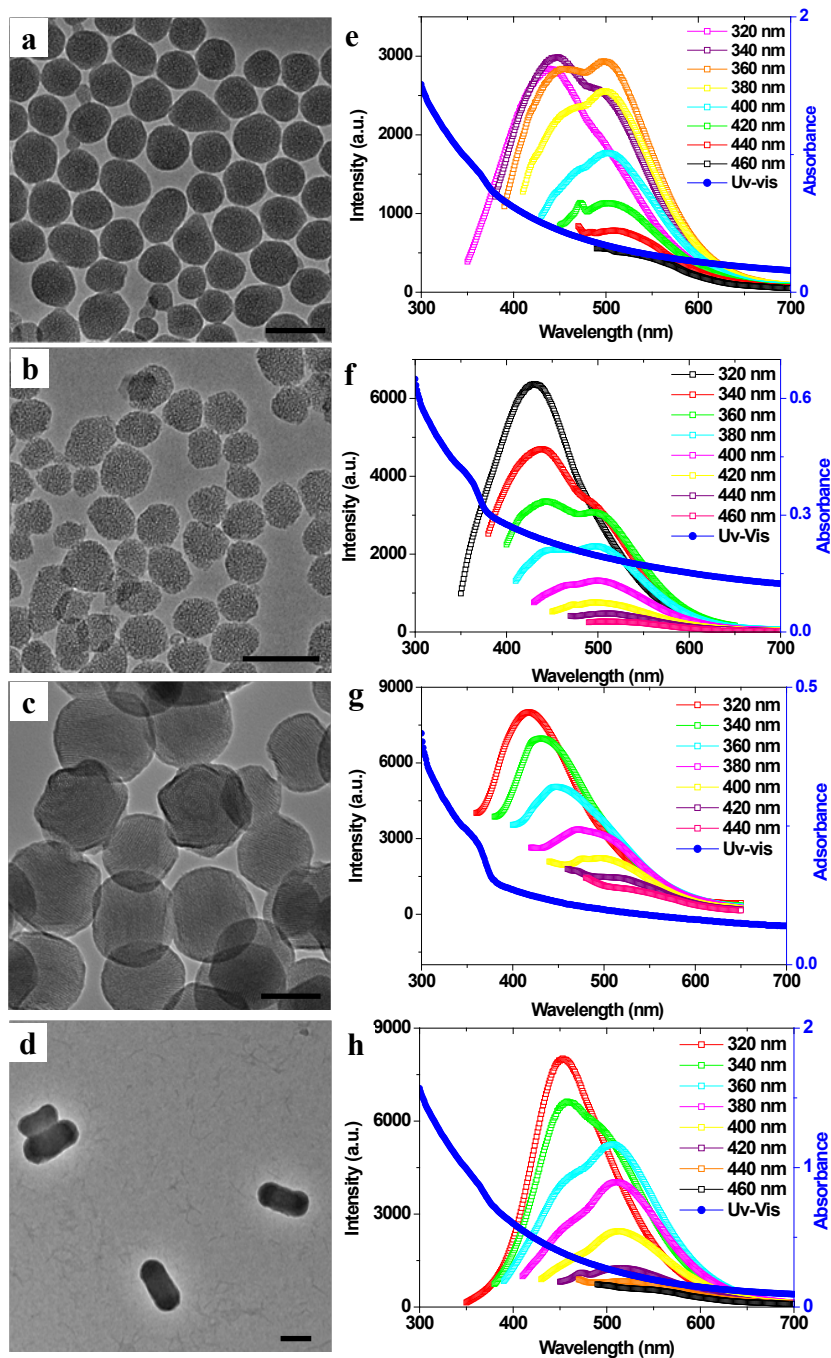 a
e
320 nm
340 nm
360 nm
380 nm
400 nm
420 nm
440 nm
460 nm
Uv-vis
Intensity (a.u.)
3000
2000
1000
0
Absorbance
2
0
300 400 500 600 700
Wavelength (nm)
b
f
320 nm
340 nm
360 nm
380 nm
400 nm
420 nm
440 nm
460 nm
Uv-Vis
Intensity (a.u.)
6000
4000
2000
0
Absorbance
0.6
0.3
0.0
300 400 500 600 700
Wavelength (nm)
c
g
320 nm
340 nm
360 nm
380 nm
400 nm
420 nm
440 nm
Uv-vis
Intensity (a.u.)
9000
6000
3000
0
Adsorbance
0.5
0.0
300 400 500 600 700
Wavelength (nm)
d
h
320 nm
340 nm
360 nm
380 nm
400 nm
420 nm
440 nm
460 nm
Uv-Vis
Intensity (a.u.)
9000
6000
3000
0
Absorbance
2
1
0
300 400 500 600 700
Wavelength (nm)